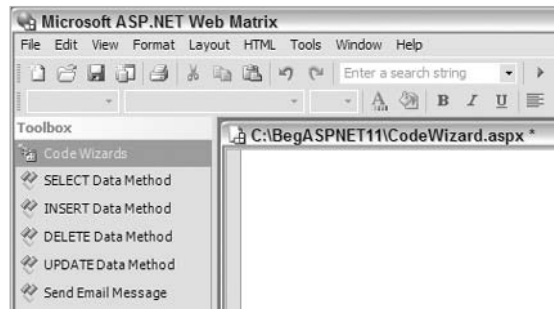 Microsoft ASP.NET Web Matrix
File Edit View Format Layout HTML Tools Window Help
Enter a search string
A B I U
Toolbox
C:\BegASPNET11\CodeWizard.aspx *
Code Wizards
SELECT Data Method
INSERT Data Method
DELETE Data Method
UPDATE Data Method
Send Email Message